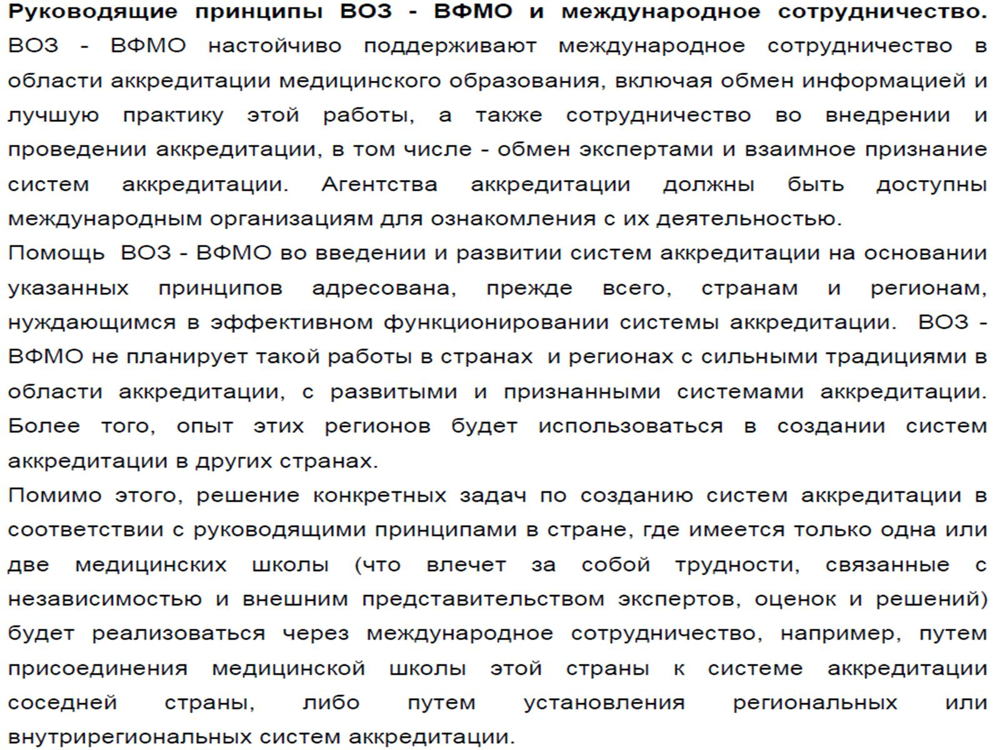 Руководящие принципы ВОЗ - ВФМО и международное сотрудничество.
ВОЗ - ВФМО настойчиво поддерживают международное сотрудничество в
области аккредитации медицинского образования, включая обмен информацией и
лучшую практику этой работы, а также сотрудничество во внедрении и
проведении аккредитации, в том числе - обмен экспертами и взаимное признание
систем аккредитации. Агентства аккредитации должны быть доступны
международным организациям для ознакомления с их деятельностью.
Помощь ВОЗ - ВФМО во введении и развитии систем аккредитации на основании
указанных принципов адресована, прежде всего, странам и регионам,
нуждающимся в эффективном функционировании системы аккредитации. ВОЗ -
ВФМО не планирует такой работы в странах и регионах с сильными традициями в
области аккредитации, с развитыми и признанными системами аккредитации.
Более того, опыт этих регионов будет использоваться в создании систем
аккредитации в других странах.
Помимо этого, решение конкретных задач по созданию систем аккредитации в
соответствии с руководящими принципами в стране, где имеется только одна или
две медицинских школы (что влечет за собой трудности, связанные с
независимостью и внешним представительством экспертов, оценок и решений)
будет реализоваться через международное сотрудничество, например, путем
присоединения медицинской школы этой страны к системе аккредитации
соседней страны, либо путем установления региональных или
внутрирегиональных систем аккредитации.